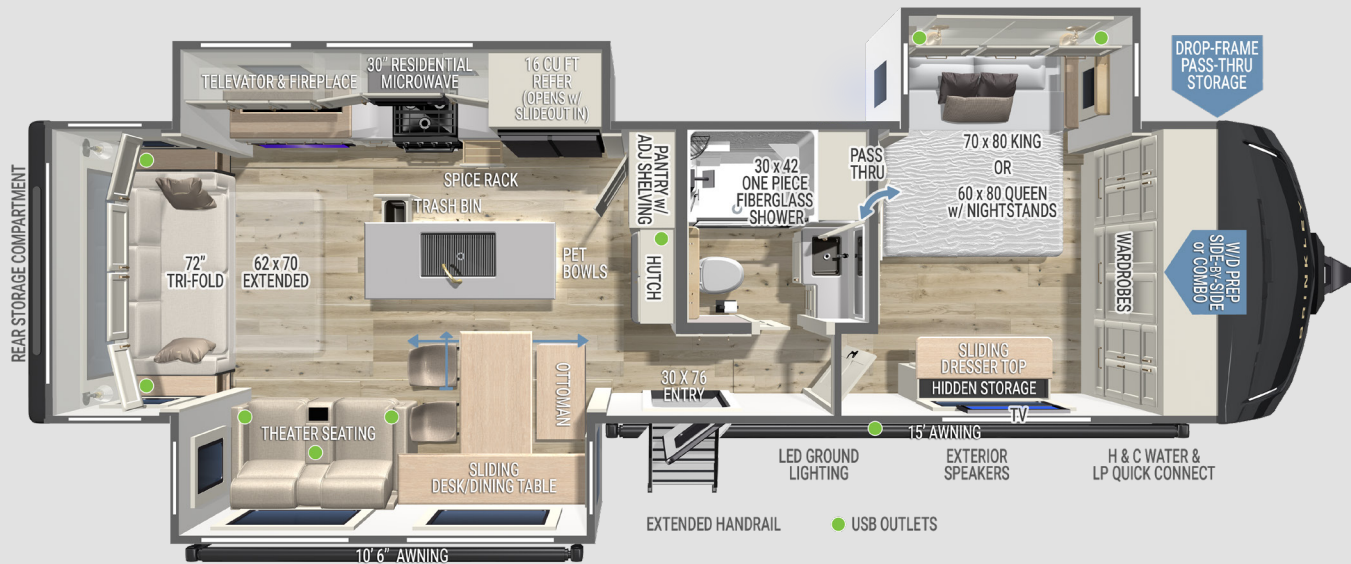 TELEVATOR & FIREPLACE
30" RESIDENTIAL
MICROWAVE
16 CU FT
REFER
(OPENS w/
SLIDEOUT IN)
DROP-FRAME
PASS-THRU
STORAGE
REAR STORAGE COMPARTMENT
SPICE RACK
TRASH BIN
PANTRY w/
ADJ SHELVING
30 x 42
ONE PIECE
FIBERGLASS
SHOWER
PASS
THRU
70 x 80 KING
OR
60 x 80 QUEEN
w/ NIGHTSTANDS
72"
TRI-FOLD
62 x 70
EXTENDED
PET
BOWLS
HUTCH
WARDROBES
W/D PREP
SIDE-BY-SIDE
or COMBO
BRINKLEY
OTTOMAN
30 X 76
ENTRY
SLIDING
DRESSER TOP
HIDDEN STORAGE
TV
THEATER SEATING
SLIDING
DESK/DINING TABLE
15' AWNING
LED GROUND
LIGHTING
EXTERIOR
SPEAKERS
H & C WATER &
LP QUICK CONNECT
EXTENDED HANDRAIL
USB OUTLETS
10' 6" AWNING